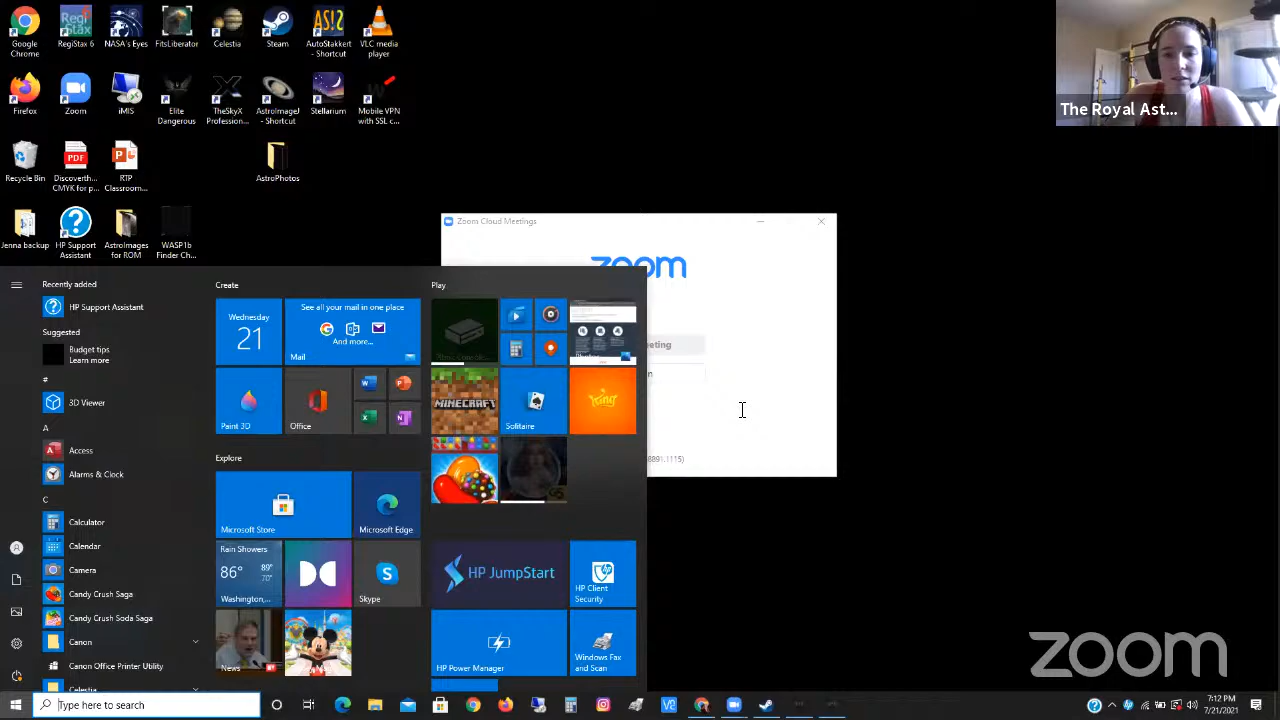 Google Chrome
RegiStax 6
NASA's Eyes
FitsLiberator
Celestia
Steam
AutoStakkert - Shortcut
VLC media player
Firefox
Zoom
iMIS
Elite Dangerous
TheSkyX Profession...
AstroImageJ - Shortcut
Stellarium
Mobile VPN with SSL c...
Recycle Bin
Discoverth... CMYK for p...
RTP Classroom...
AstroPhotos
Jenna backup
HP Support Assistant
AstroImages for ROM
WASP1b Finder Ch...
The Royal Ast...
Zoom Cloud Meetings
zoom
eting
n
Recently added
HP Support Assistant
Suggested
Budget tips
Learn more
#
3D Viewer
A
Access
Alarms & Clock
C
Calculator
Calendar
Camera
Candy Crush Saga
Candy Crush Soda Saga
Canon
Canon Office Printer Utility
Celestia
Create
Wednesday
21
See all your mail in one place
And more...
Mail
Paint 3D
Office
Explore
Microsoft Store
Microsoft Edge
Rain Showers
86°
89°
70°
Washington,...
Skype
News
Play
MINECRAFT
Solitaire
King
HP JumpStart
HP Client Security
HP Power Manager
Windows Fax and Scan
zoom
Type here to search
7:12 PM
7/21/2021